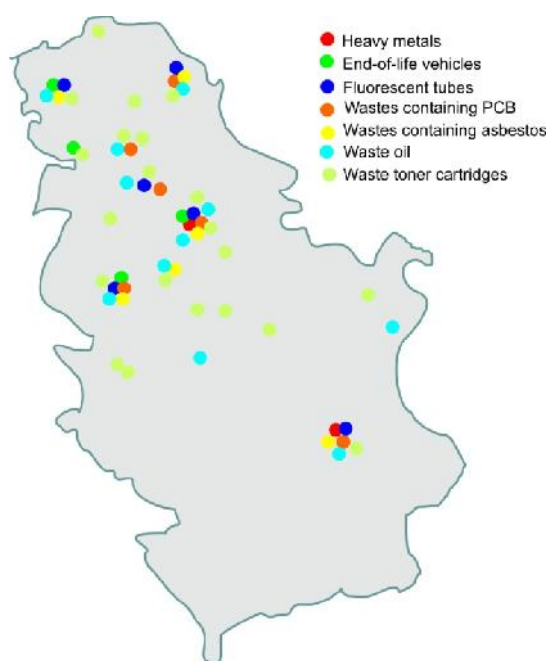 Heavy metals
End-of-life vehicles
Fluorescent tubes
Wastes containing PCB
Wastes containing asbestos
Waste oil
Waste toner cartridges